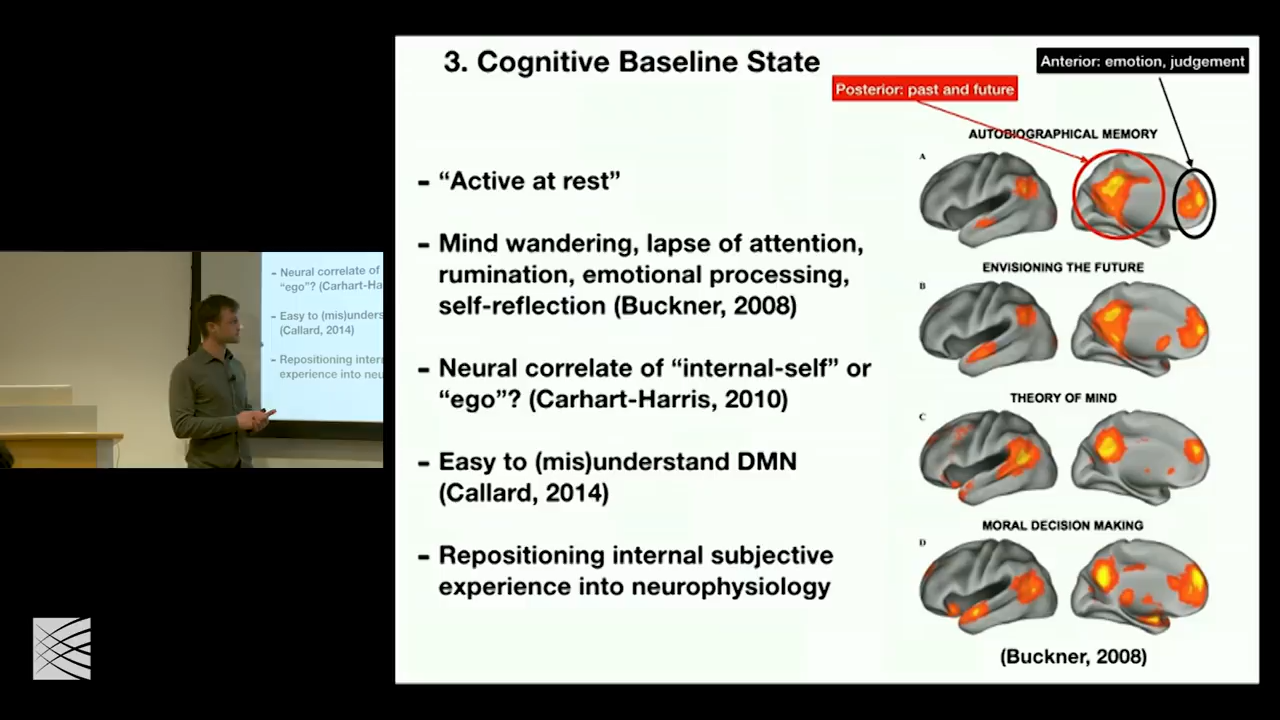 3. Cognitive Baseline State
Anterior: emotion, judgement
Posterior: past and future
- “Active at rest”
- Mind wandering, lapse of attention,
rumination, emotional processing,
self-reflection (Buckner, 2008)
- Neural correlate of “internal-self” or
“ego”? (Carhart-Harris, 2010)
- Easy to (mis)understand DMN
(Callard, 2014)
- Repositioning internal subjective
experience into neurophysiology
AUTOBIOGRAPHICAL MEMORY
A
ENVISIONING THE FUTURE
B
THEORY OF MIND
C
MORAL DECISION MAKING
D
(Buckner, 2008)
- Neural correlate of
“ego”? (Carhart-Ha
- Easy to (mis)unders
(Callard, 2014)
- Repositioning inter
experience into neu